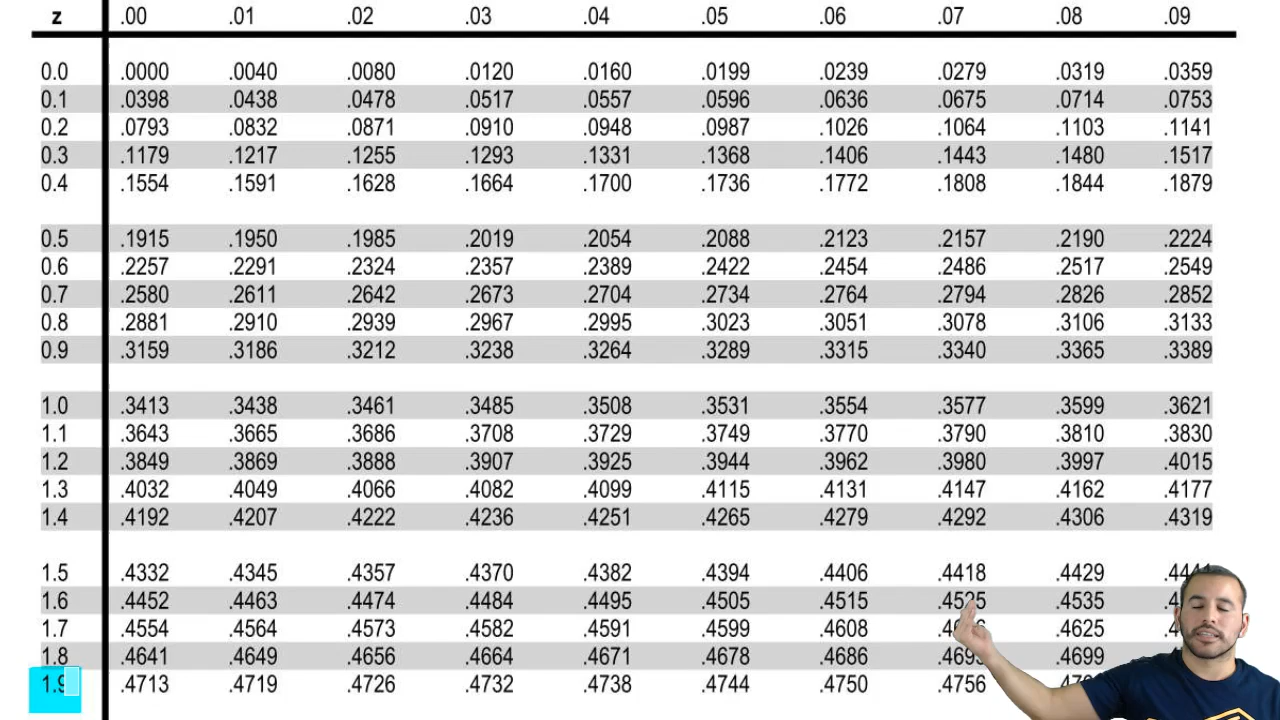 z .00 .01 .02 .03 .04 .05 .06 .07 .08 .09
0.0 .0000 .0040 .0080 .0120 .0160 .0199 .0239 .0279 .0319 .0359
0.1 .0398 .0438 .0478 .0517 .0557 .0596 .0636 .0675 .0714 .0753
0.2 .0793 .0832 .0871 .0910 .0948 .0987 .1026 .1064 .1103 .1141
0.3 .1179 .1217 .1255 .1293 .1331 .1368 .1406 .1443 .1480 .1517
0.4 .1554 .1591 .1628 .1664 .1700 .1736 .1772 .1808 .1844 .1879
0.5 .1915 .1950 .1985 .2019 .2054 .2088 .2123 .2157 .2190 .2224
0.6 .2257 .2291 .2324 .2357 .2389 .2422 .2454 .2486 .2517 .2549
0.7 .2580 .2611 .2642 .2673 .2704 .2734 .2764 .2794 .2826 .2852
0.8 .2881 .2910 .2939 .2967 .2995 .3023 .3051 .3078 .3106 .3133
0.9 .3159 .3186 .3212 .3238 .3264 .3289 .3315 .3340 .3365 .3389
1.0 .3413 .3438 .3461 .3485 .3508 .3531 .3554 .3577 .3599 .3621
1.1 .3643 .3665 .3686 .3708 .3729 .3749 .3770 .3790 .3810 .3830
1.2 .3849 .3869 .3888 .3907 .3925 .3944 .3962 .3980 .3997 .4015
1.3 .4032 .4049 .4066 .4082 .4099 .4115 .4131 .4147 .4162 .4177
1.4 .4192 .4207 .4222 .4236 .4251 .4265 .4279 .4292 .4306 .4319
1.5 .4332 .4345 .4357 .4370 .4382 .4394 .4406 .4418 .4429
1.6 .4452 .4463 .4474 .4484 .4495 .4505 .4515 .4525 .4535
1.7 .4554 .4564 .4573 .4582 .4591 .4599 .4608 .4625
1.8 .4641 .4649 .4656 .4664 .4671 .4678 .4686 .4699
1.9 .4713 .4719 .4726 .4732 .4738 .4744 .4750 .4756